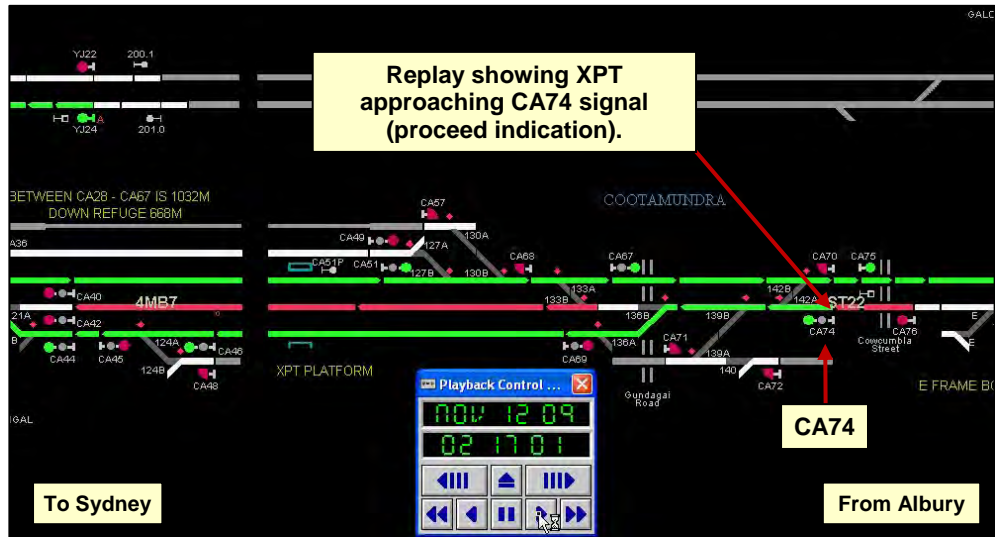 GALC
YJ22
200.1
Replay showing XPT
approaching CA74 signal
(proceed indication).
A
YJ24
201.0
BETWEEN CA28 - CA67 IS 1032M
DOWN REFUGE 668M
CA57
COOTAMUNDRA
A36
CA49
127A
130A
CA51P
CA51
127B
130B
CA68
CA67
CA70
CA75
133A
142B
CA40
4MB7
133B
142A
ST22
21A
136B
139B
CA42
CA74
CA76
E
B
124A
136A
CA71
Cowcumbla
Street
E
CA44
CA45
CA46
CA69
139A
124B
CA48
XPT PLATFORM
140
CA72
E FRAME BO
Gundagai
Road
Playback Control ...
IGAL
NOV 12 09
02 17 01
CA74
To Sydney
From Albury